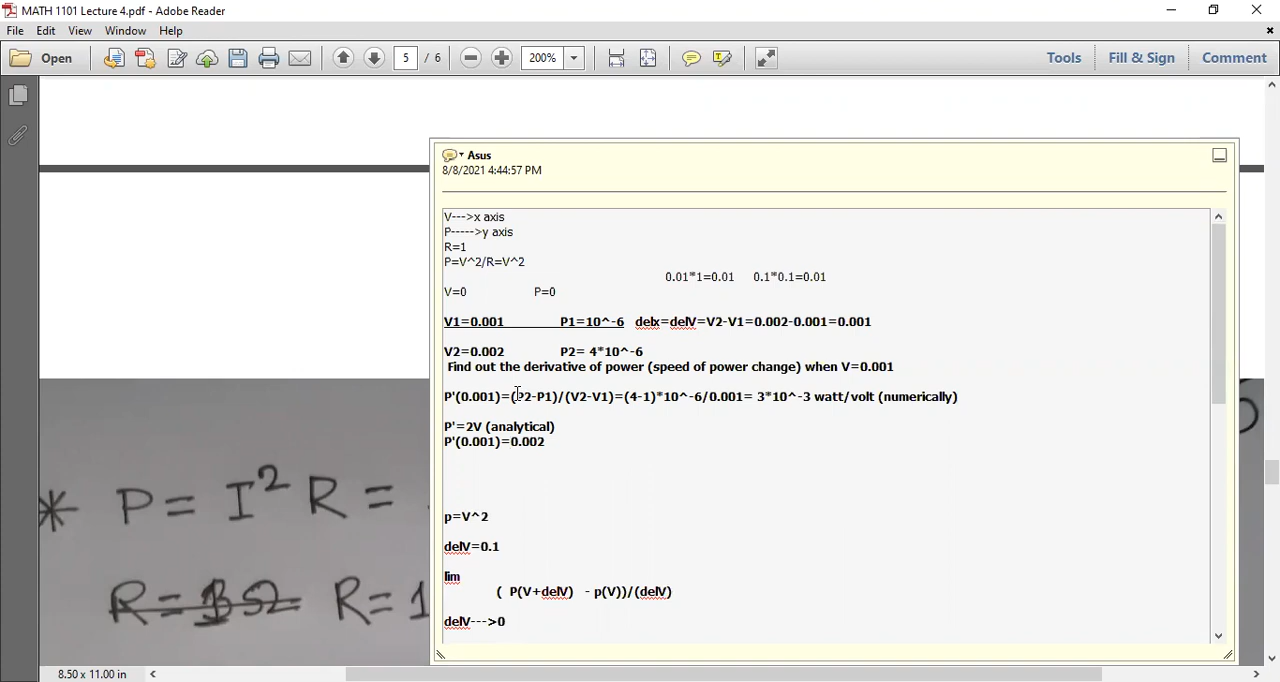 MATH 1101 Lecture 4.pdf - Adobe Reader
File Edit View Window Help
Open 5 / 6 200% Tools Fill & Sign Comment
Asus
8/8/2021 4:44:57 PM
V--->x axis
P----->y axis
R=1
P=V^2/R=V^2
0.01*1=0.01 0.1*0.1=0.01
V=0 P=0
V1=0.001 P1=10^-6 delx=delV=V2-V1=0.002-0.001=0.001
V2=0.002 P2= 4*10^-6
Find out the derivative of power (speed of power change) when V=0.001
P'(0.001)=(P2-P1)/(V2-V1)=(4-1)*10^-6/0.001= 3*10^-3 watt/volt (numerically)
P'=2V (analytical)
P'(0.001)=0.002
p=V^2
delV=0.1
lim
( P(V+delV) - p(V))/(delV)
delV--->0
* P = I^2 R =
R = 1
8.50 x 11.00 in